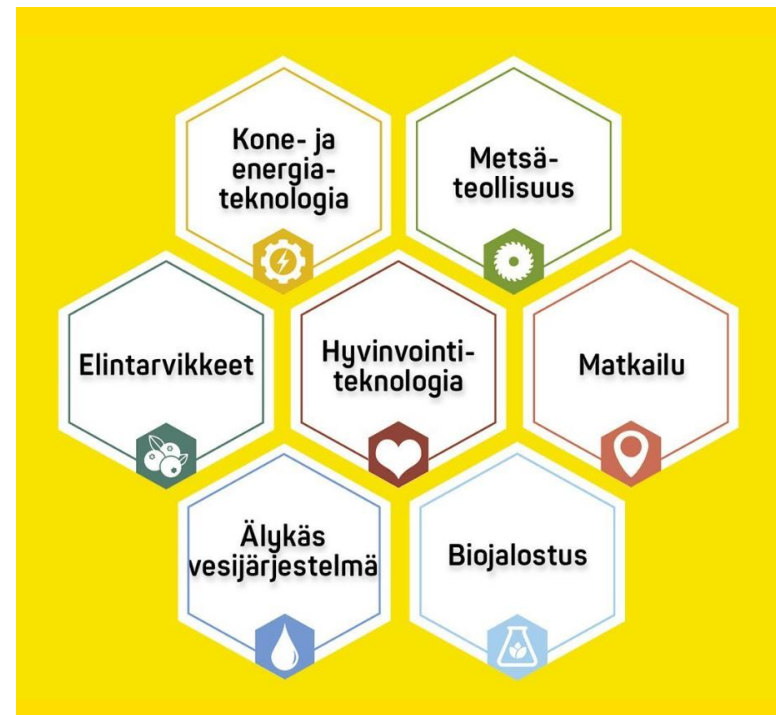 Kone- ja
energia-
teknologia
Metsä-
teollisuus
Elintarvikkeet
Hyvinvointi-
teknologia
Matkailu
Älykäs
vesijärjestelmä
Biojalostus